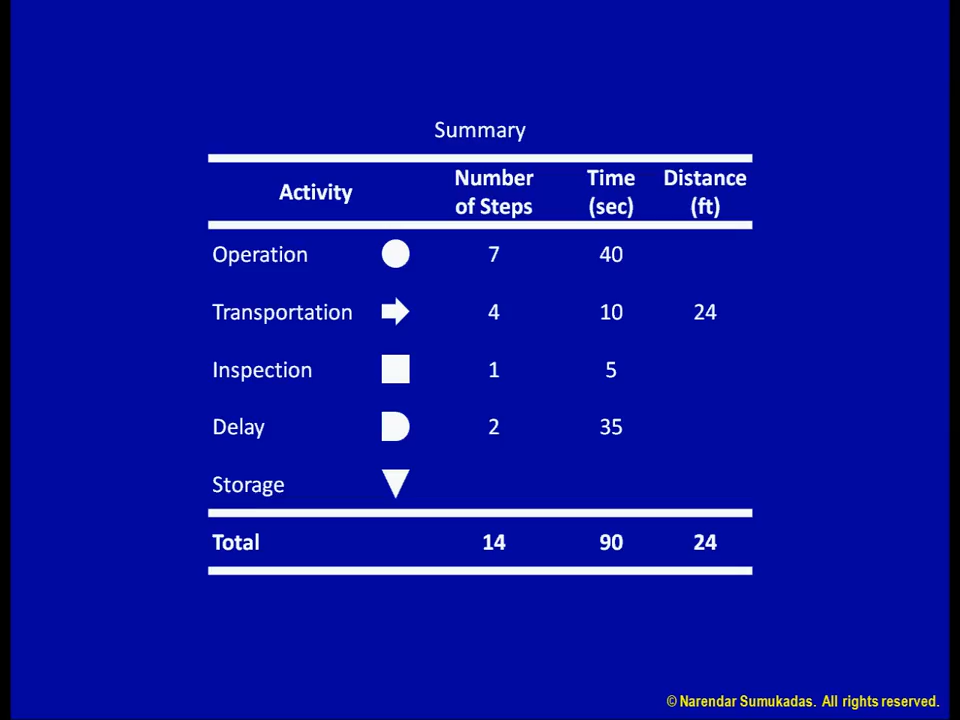 Summary
Activity Number of Steps Time (sec) Distance (ft)
Operation 7 40
Transportation 4 10 24
Inspection 1 5
Delay 2 35
Storage
Total 14 90 24
© Narendar Sumukadas. All rights reserved.